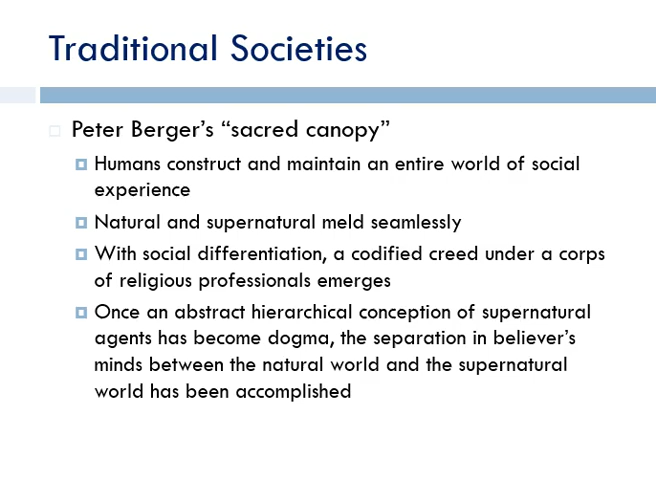 Traditional Societies
Peter Berger's “sacred canopy”
Humans construct and maintain an entire world of social
experience
Natural and supernatural meld seamlessly
With social differentiation, a codified creed under a corps
of religious professionals emerges
Once an abstract hierarchical conception of supernatural
agents has become dogma, the separation in believer's
minds between the natural world and the supernatural
world has been accomplished